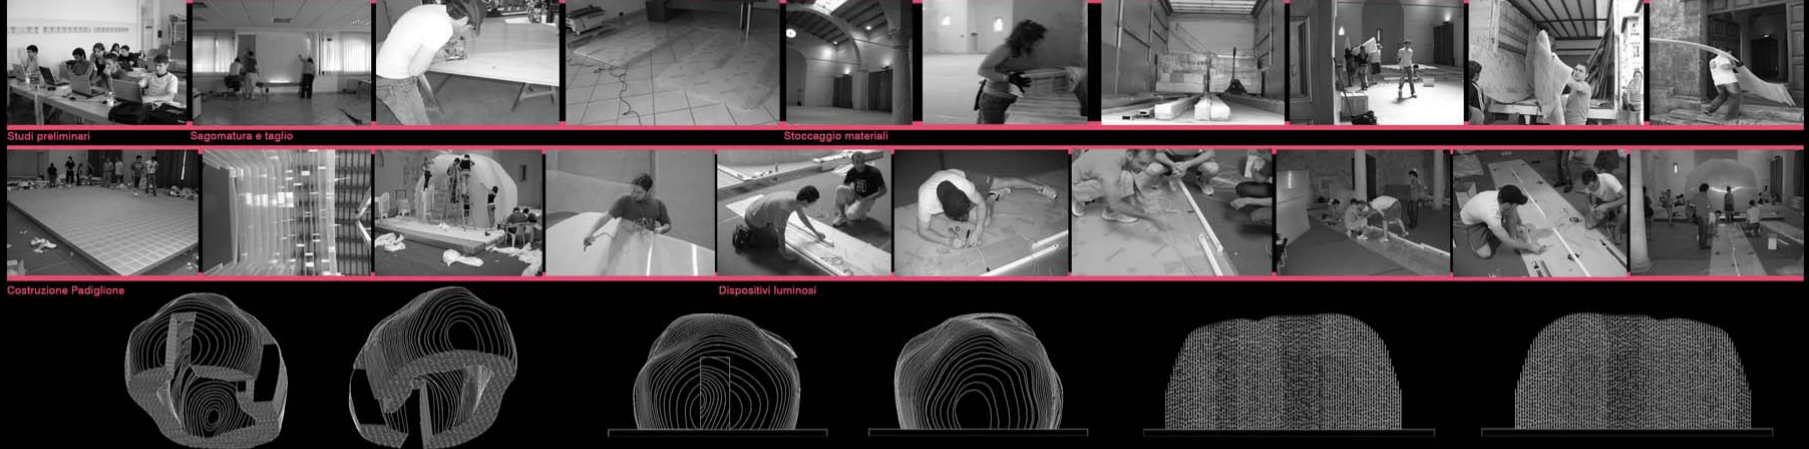 Studi preliminari
Sagomatura e taglio
Stoccaggio materiali
Costruzione Padiglione
Dispositivi luminosi